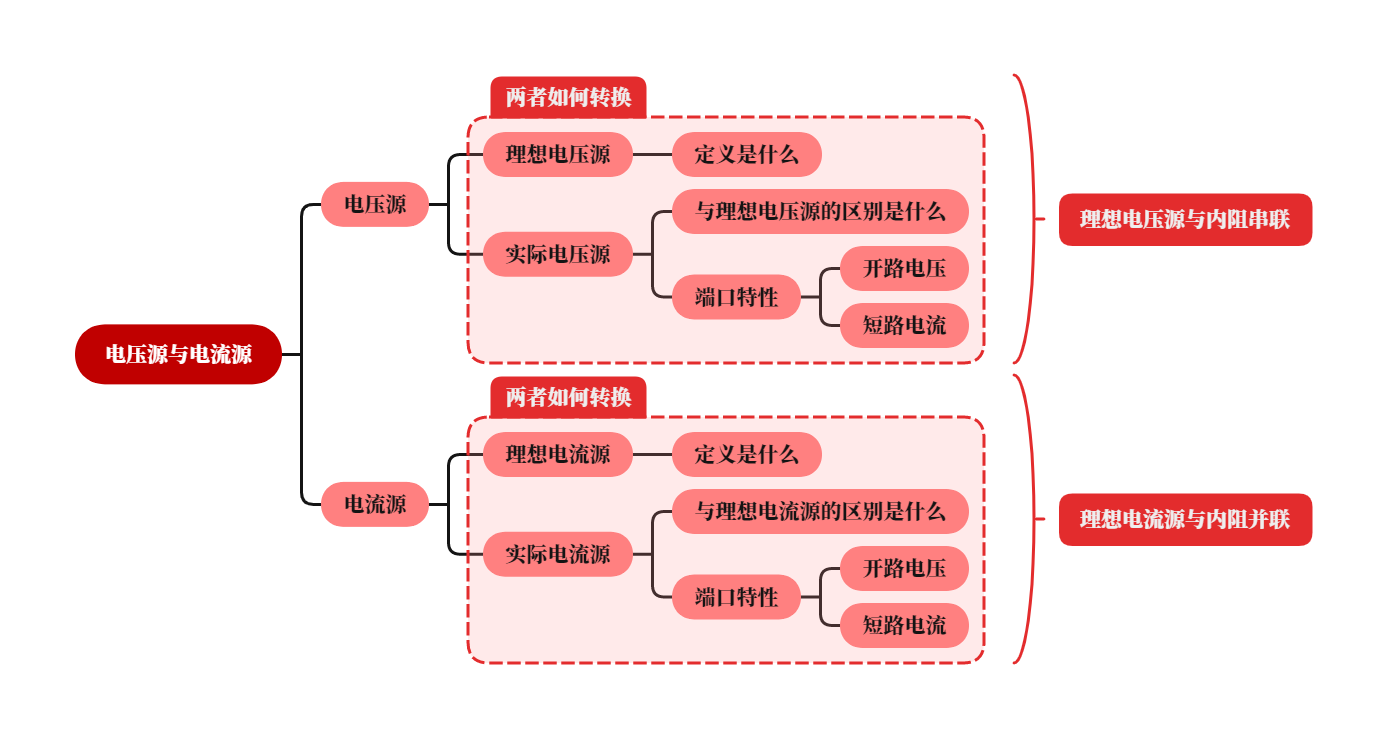 电压源与电流源
电压源
两者如何转换
理想电压源
定义是什么
实际电压源
与理想电压源的区别是什么
端口特性
开路电压
短路电流
理想电压源与内阻串联
电流源
两者如何转换
理想电流源
定义是什么
实际电流源
与理想电流源的区别是什么
端口特性
开路电压
短路电流
理想电流源与内阻并联